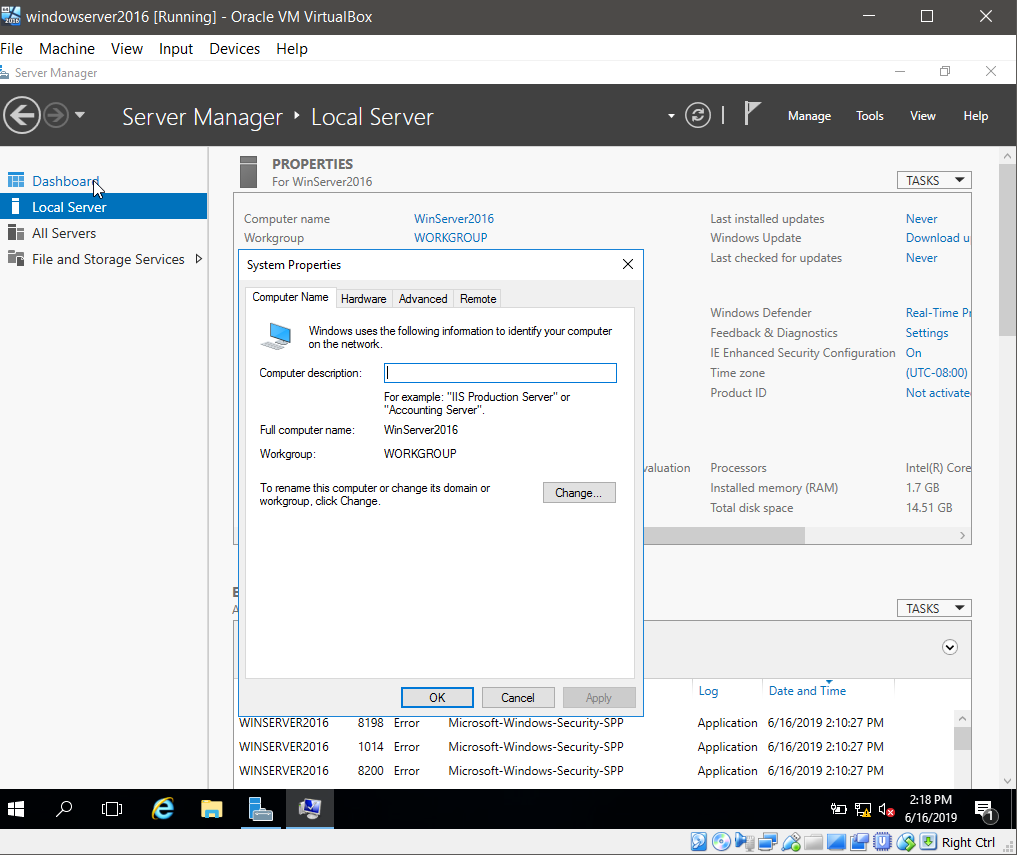 windowserver2016 [Running] - Oracle VM VirtualBox
File Machine View Input Devices Help
Server Manager
Server Manager Local Server
Manage Tools View Help
Dashboard
Local Server
All Servers
File and Storage Services
PROPERTIES
For WinServer2016
TASKS
Computer name WinServer2016
Workgroup WORKGROUP
Last installed updates Never
Windows Update Download u
Last checked for updates Never
Windows Defender Real-Time Pr
Feedback & Diagnostics Settings
IE Enhanced Security Configuration On
Time zone (UTC-08:00)
Product ID Not activate
valuation
Processors Intel(R) Core
Installed memory (RAM) 1.7 GB
Total disk space 14.51 GB
System Properties
Computer Name Hardware Advanced Remote
Windows uses the following information to identify your computer
on the network.
Computer description:
For example: "IIS Production Server" or
"Accounting Server".
Full computer name: WinServer2016
Workgroup: WORKGROUP
To rename this computer or change its domain or
workgroup, click Change.
Change...
OK Cancel Apply
TASKS
Log Date and Time
WINSERVER2016 8198 Error Microsoft-Windows-Security-SPP Application 6/16/2019 2:10:27 PM
WINSERVER2016 1014 Error Microsoft-Windows-Security-SPP Application 6/16/2019 2:10:27 PM
WINSERVER2016 8200 Error Microsoft-Windows-Security-SPP Application 6/16/2019 2:10:27 PM
2:18 PM
6/16/2019
1
Right Ctrl